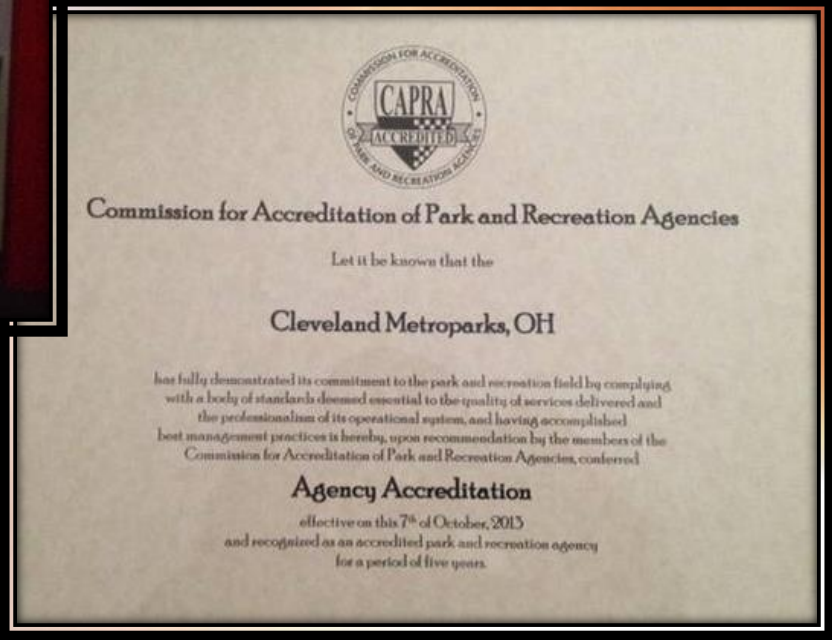 COMMISSION FOR ACCREDITATION
CAPRA
ACCREDITED
OF PARK AND RECREATION AGENCIES
Commission for Accreditation of Park and Recreation Agencies
Let it be known that the
Cleveland Metroparks, OH
has fully demonstrated its commitment to the park and recreation field by complying
with a body of standards deemed essential to the quality of services delivered and
the professionalism of its operational system, and having accomplished
best management practices is hereby, upon recommendation by the members of the
Commission for Accreditation of Park and Recreation Agencies, conferred
Agency Accreditation
effective on this 7th of October, 2013
and recognized as an accredited park and recreation agency
for a period of five years.